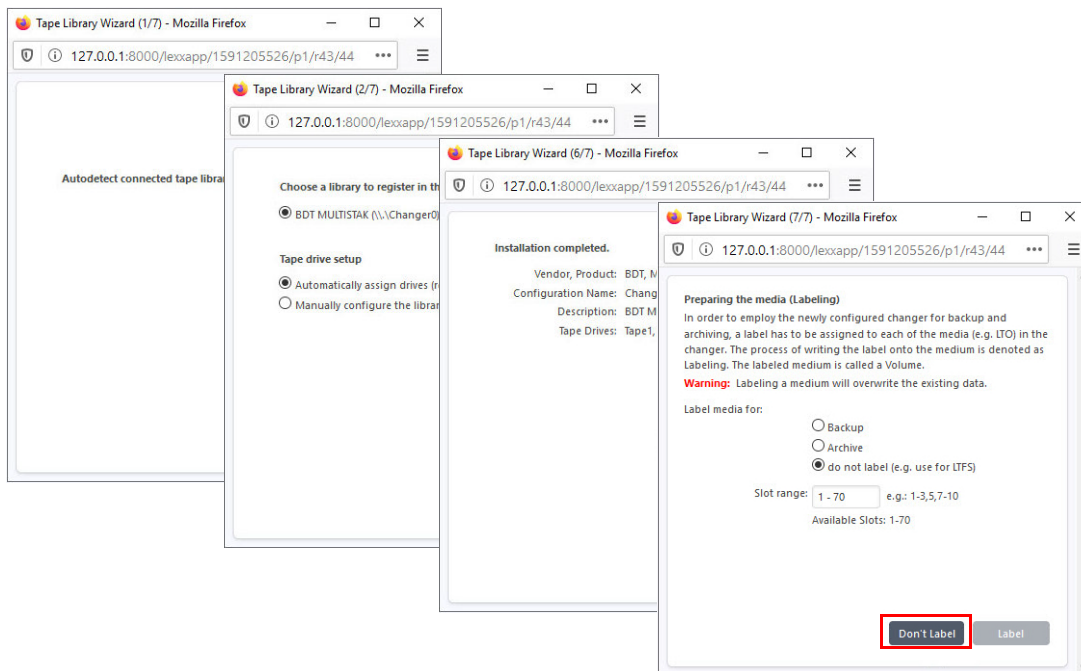 Tape Library Wizard (1/7) - Mozilla Firefox
127.0.0.1:8000/lexxapp/1591205526/p1/r43/44
Autodetect connected tape librar
Tape Library Wizard (2/7) - Mozilla Firefox
127.0.0.1:8000/lexxapp/1591205526/p1/r43/44
Choose a library to register in th
BDT MULTISTAK (\\.\Changer0)
Tape drive setup
Automatically assign drives (r
Manually configure the librar
Tape Library Wizard (6/7) - Mozilla Firefox
127.0.0.1:8000/lexxapp/1591205526/p1/r43/44
Installation completed.
Vendor, Product: BDT, M
Configuration Name: Chang
Description: BDT M
Tape Drives: Tape1,
Tape Library Wizard (7/7) - Mozilla Firefox
127.0.0.1:8000/lexxapp/1591205526/p1/r43/44
Preparing the media (Labeling)
In order to employ the newly configured changer for backup and
archiving, a label has to be assigned to each of the media (e.g. LTO) in the
changer. The process of writing the label onto the medium is denoted as
Labeling. The labeled medium is called a Volume.
Warning: Labeling a medium will overwrite the existing data.
Label media for:
Backup
Archive
do not label (e.g. use for LTFS)
Slot range: 1 - 70 e.g.: 1-3,5,7-10
Available Slots: 1-70
Don't Label Label